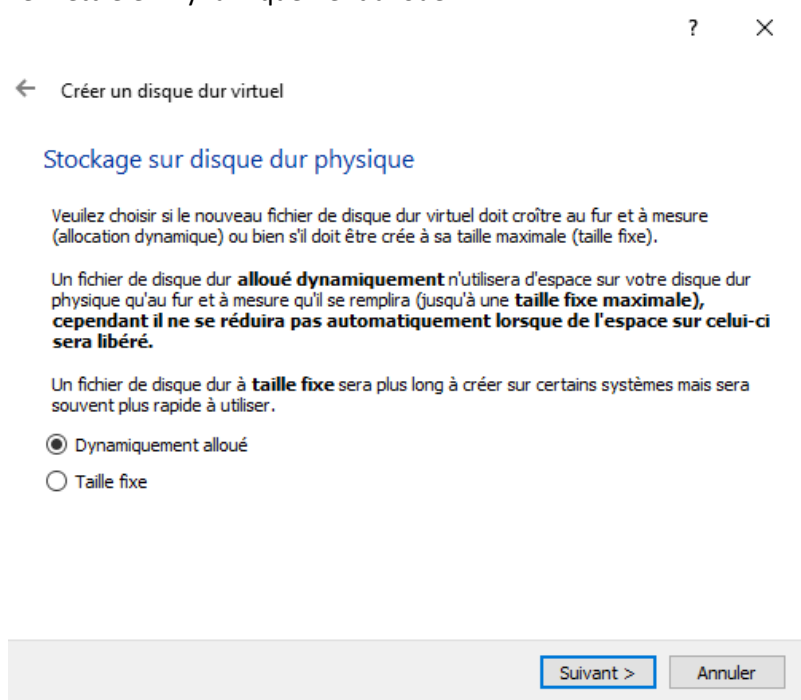 ?
Créer un disque dur virtuel
Stockage sur disque dur physique
Veuilez choisir si le nouveau fichier de disque dur virtuel doit croître au fur et à mesure
(allocation dynamique) ou bien s'il doit être crée à sa taille maximale (taille fixe).
Un fichier de disque dur alloué dynamiquement n'utilisera d'espace sur votre disque dur
physique qu'au fur et à mesure qu'il se remplira (jusqu'à une taille fixe maximale),
cependant il ne se réduira pas automatiquement lorsque de l'espace sur celui-ci
sera libéré.
Un fichier de disque dur à taille fixe sera plus long à créer sur certains systèmes mais sera
souvent plus rapide à utiliser.
Dynamiquement alloué
Taille fixe
Suivant >
Annuler